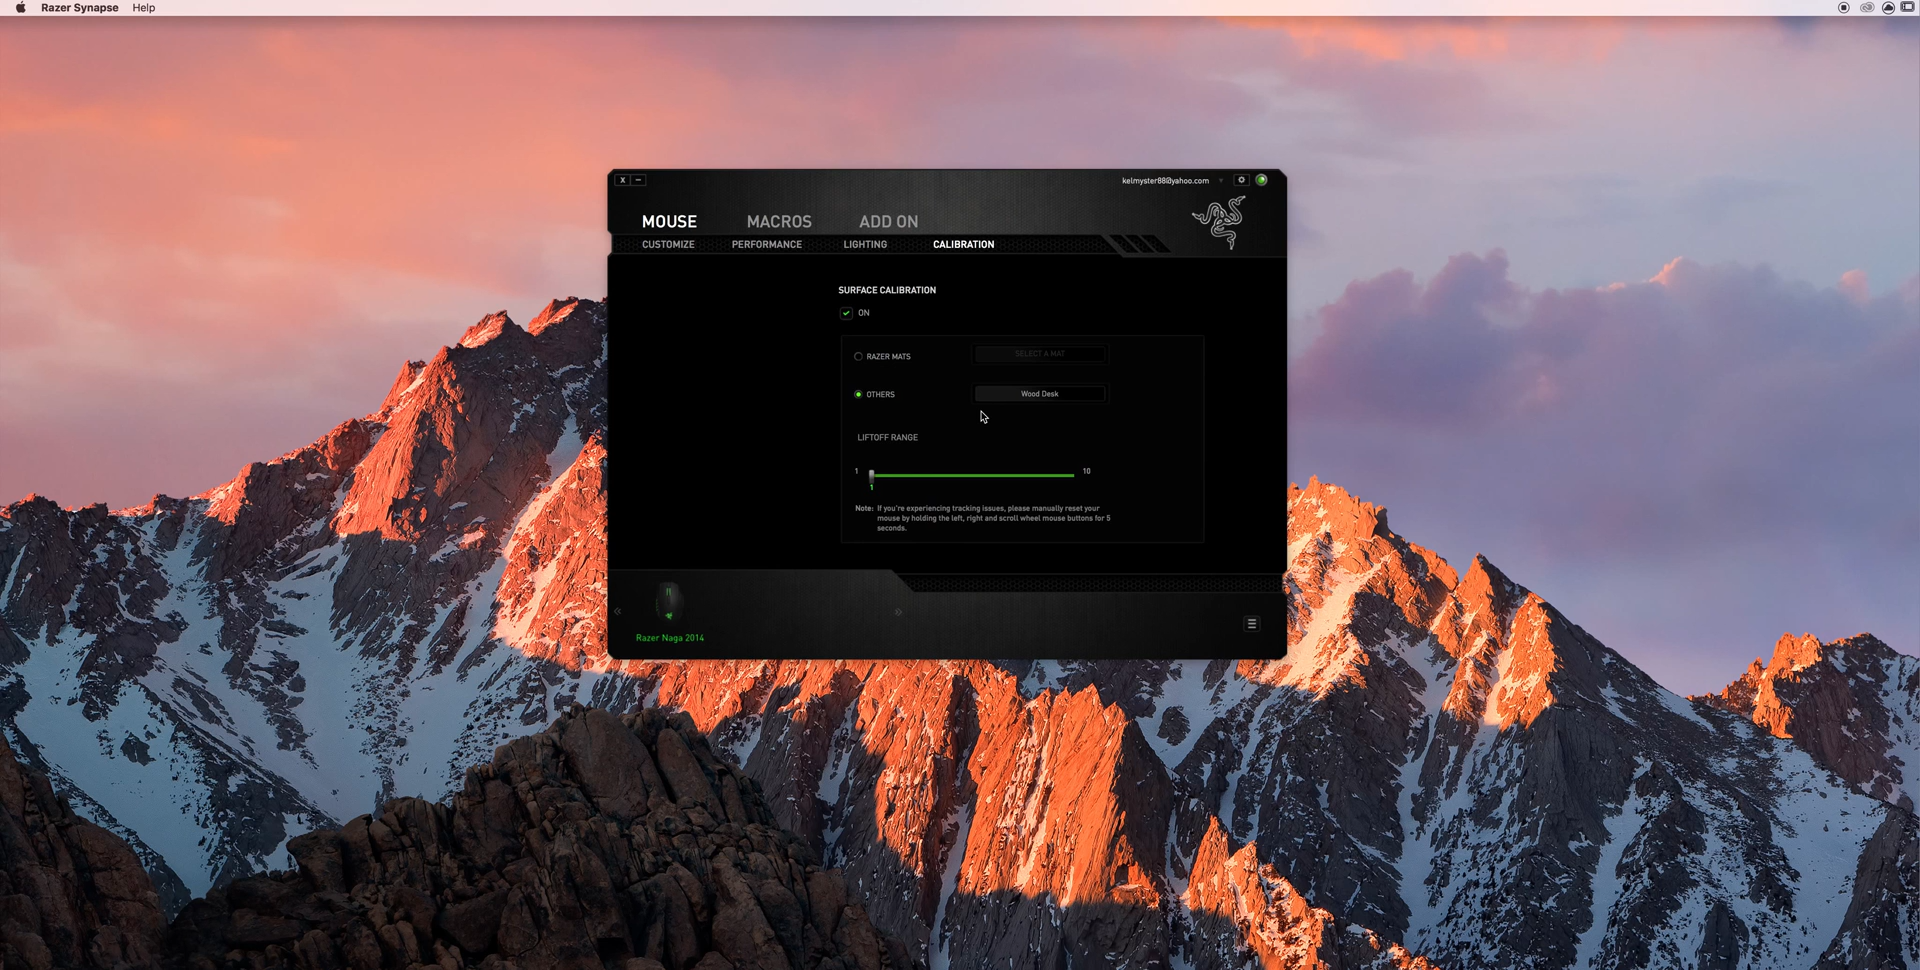 Razer Synapse Help
X
kelmyster88@yahoo.com
MOUSE MACROS ADD ON
CUSTOMIZE PERFORMANCE LIGHTING CALIBRATION
SURFACE CALIBRATION
ON
RAZER MATS SELECT A MAT
OTHERS Wood Desk
LIFTOFF RANGE
1 10
1
Note: If you're experiencing tracking issues, please manually reset your
mouse by holding the left, right and scroll wheel mouse buttons for 5
seconds.
Razer Naga 2014